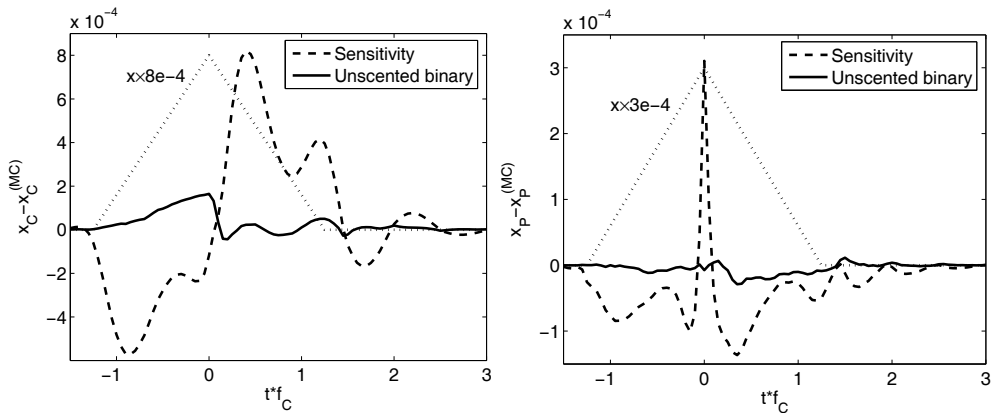 x 10⁻⁴
8
6
4
2
0
−2
−4
−1
0
1
2
3
x_C−x_C^(MC)
t*f_C
x×8e−4
Sensitivity
Unscented binary
x 10⁻⁴
3
2
1
0
−1
−1
0
1
2
3
x_P−x_P^(MC)
t*f_C
x×3e−4
Sensitivity
Unscented binary